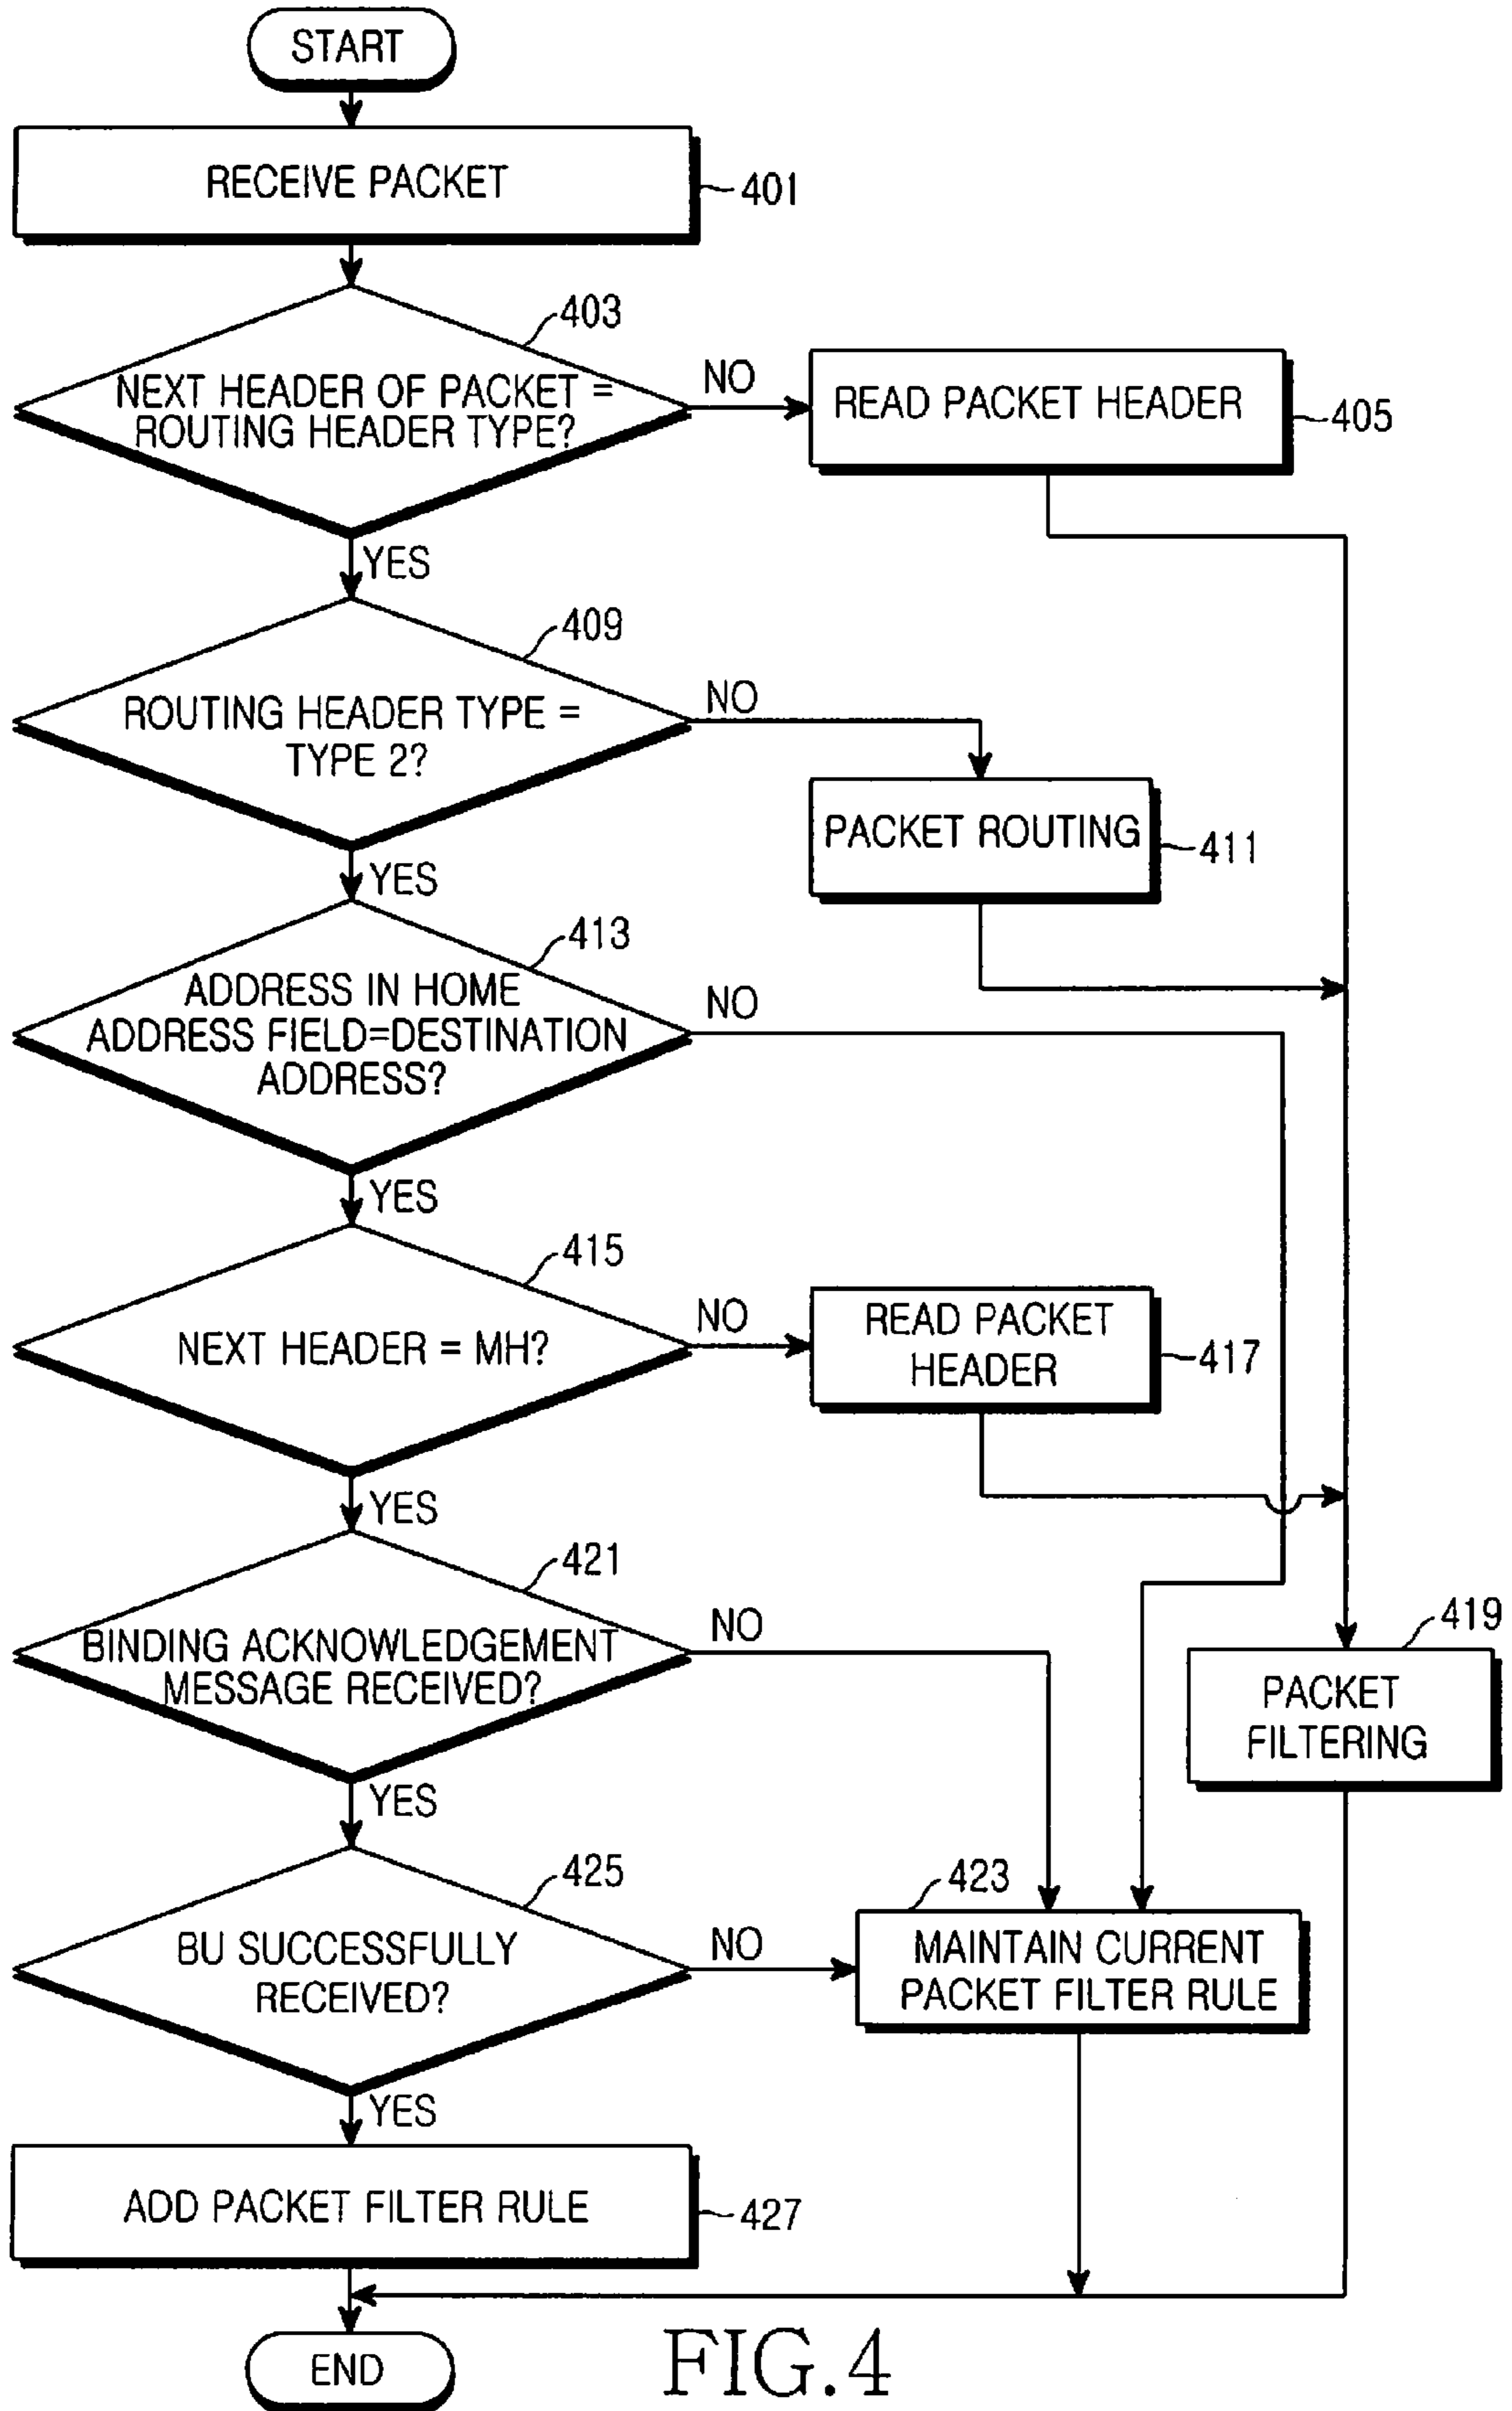 START
RECEIVE PACKET
401
403
NEXT HEADER OF PACKET =
ROUTING HEADER TYPE?
NO
READ PACKET HEADER
405
YES
409
ROUTING HEADER TYPE =
TYPE 2?
NO
PACKET ROUTING
411
YES
413
ADDRESS IN HOME
ADDRESS FIELD=DESTINATION
ADDRESS?
NO
YES
415
NEXT HEADER = MH?
NO
READ PACKET
HEADER
417
YES
421
BINDING ACKNOWLEDGEMENT
MESSAGE RECEIVED?
NO
419
PACKET
FILTERING
YES
425
BU SUCCESSFULLY
RECEIVED?
NO
423
MAINTAIN CURRENT
PACKET FILTER RULE
YES
ADD PACKET FILTER RULE
427
END
FIG.4